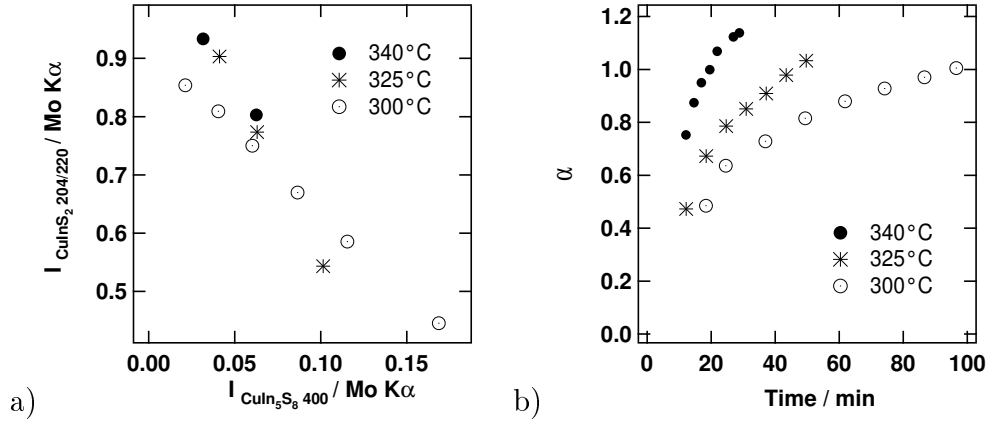 I CuInS2 204/220 / Mo Kα
0.9
0.8
0.7
0.6
0.5
340°C
325°C
300°C
0.00
0.05
0.10
0.15
I CuIn5S8 400 / Mo Kα
a)
α
1.2
1.0
0.8
0.6
0.4
0.2
0.0
340°C
325°C
300°C
0
20
40
60
80
100
Time / min
b)